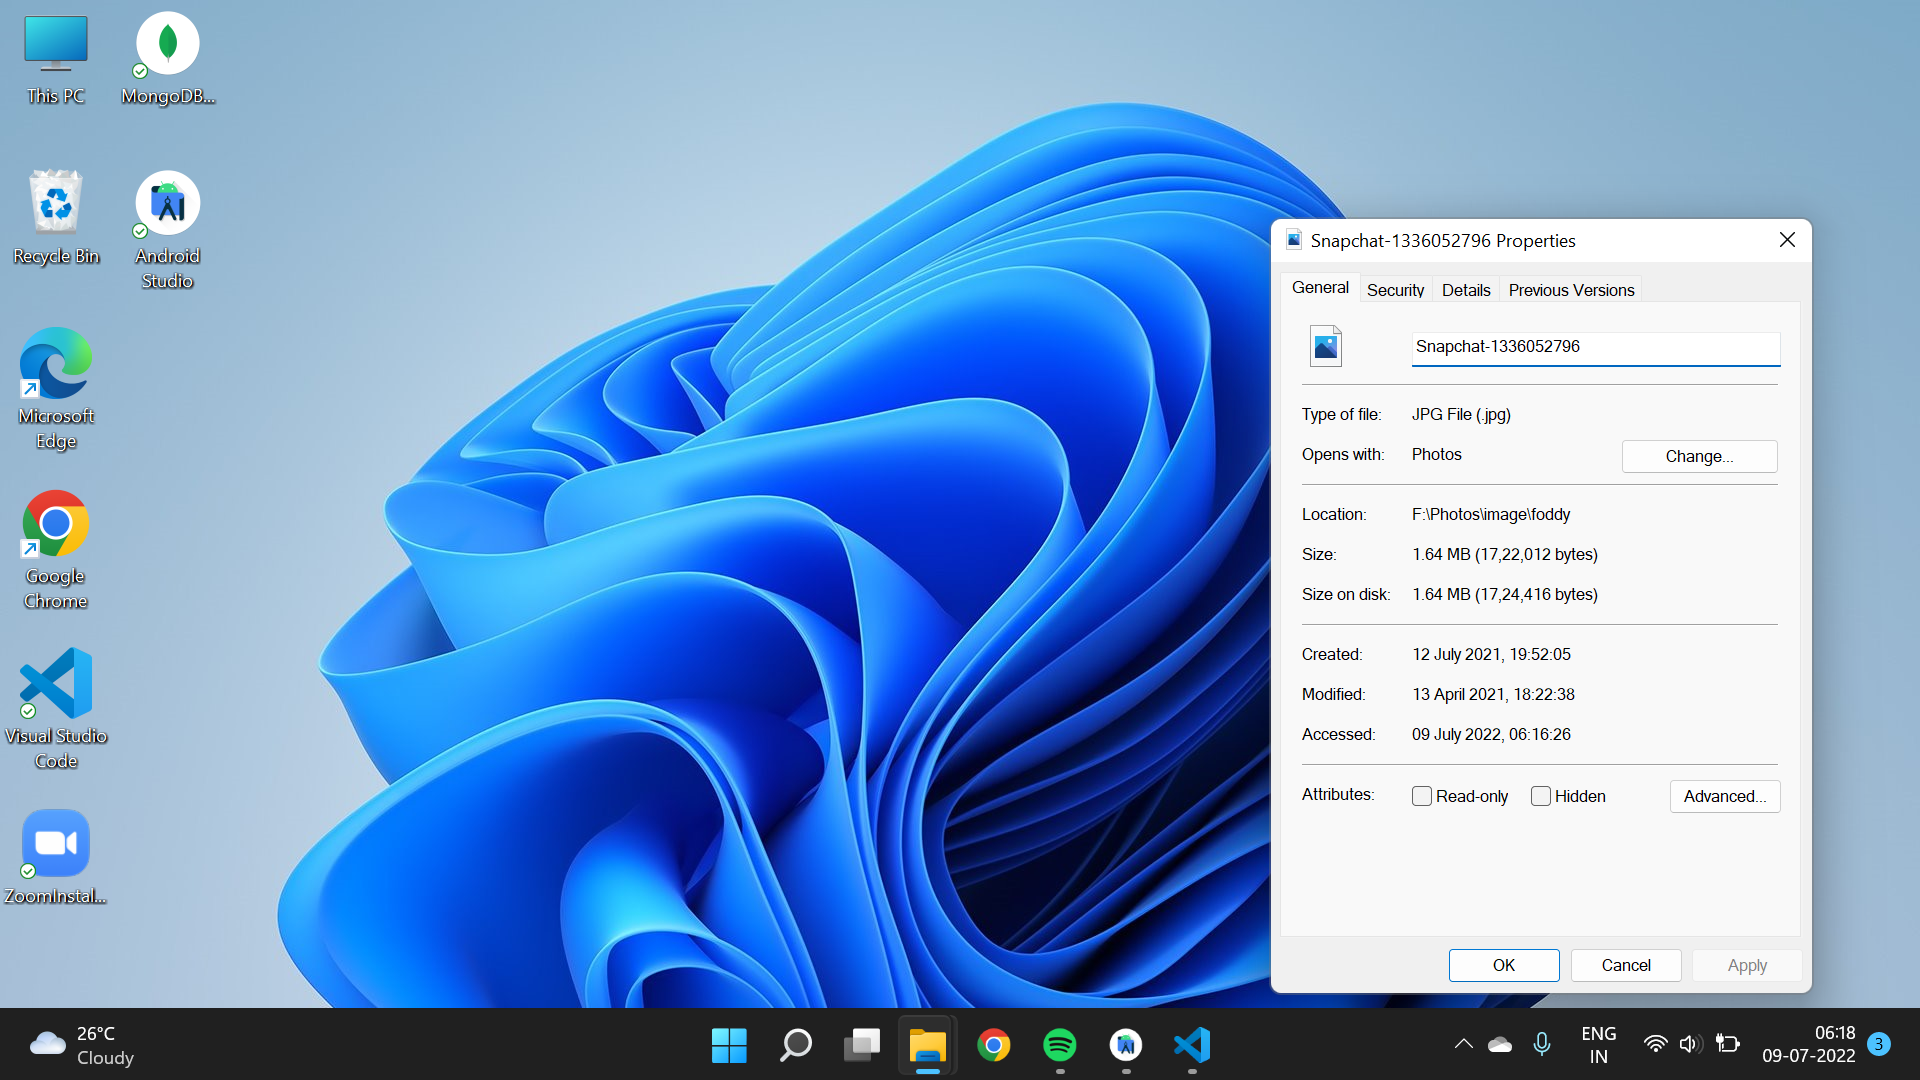 This PC
MongoDB...
Recycle Bin
Android
Studio
Microsoft
Edge
Google
Chrome
Visual Studio
Code
ZoomInstal...
Snapchat-1336052796 Properties
General
Security
Details
Previous Versions
Snapchat-1336052796
Type of file: JPG File (.jpg)
Opens with: Photos
Change...
Location: F:\Photos\image\foddy
Size: 1.64 MB (17,22,012 bytes)
Size on disk: 1.64 MB (17,24,416 bytes)
Created: 12 July 2021, 19:52:05
Modified: 13 April 2021, 18:22:38
Accessed: 09 July 2022, 06:16:26
Attributes: Read-only Hidden
Advanced...
OK
Cancel
Apply
26°C
Cloudy
ENG
IN
06:18
09-07-2022
3